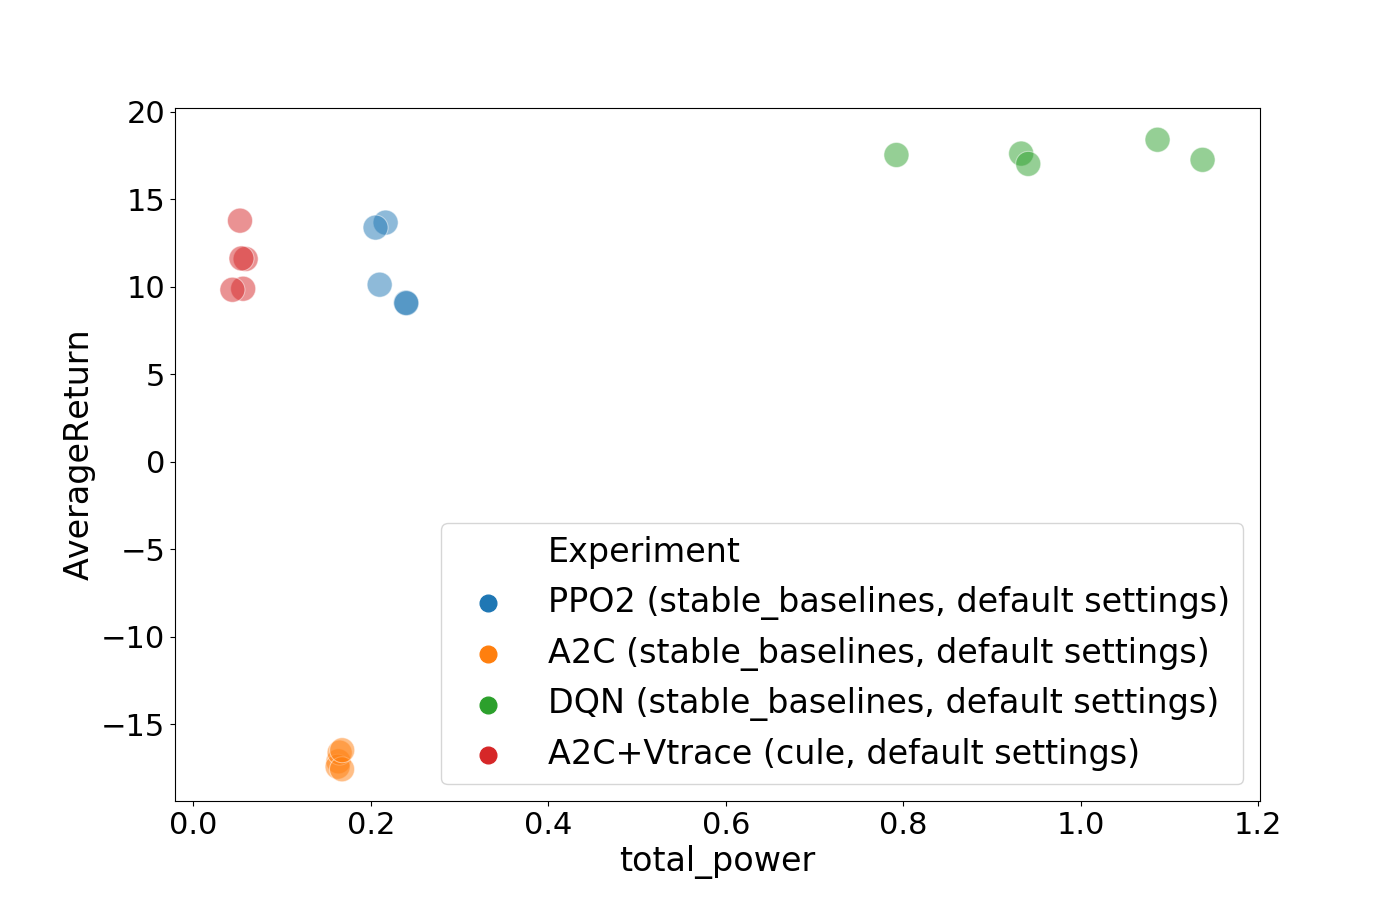 20
15
10
5
0
−5
−10
−15
AverageReturn
Experiment
PPO2 (stable_baselines, default settings)
A2C (stable_baselines, default settings)
DQN (stable_baselines, default settings)
A2C+Vtrace (cule, default settings)
0.0 0.2 0.4 0.6 0.8 1.0 1.2
total_power